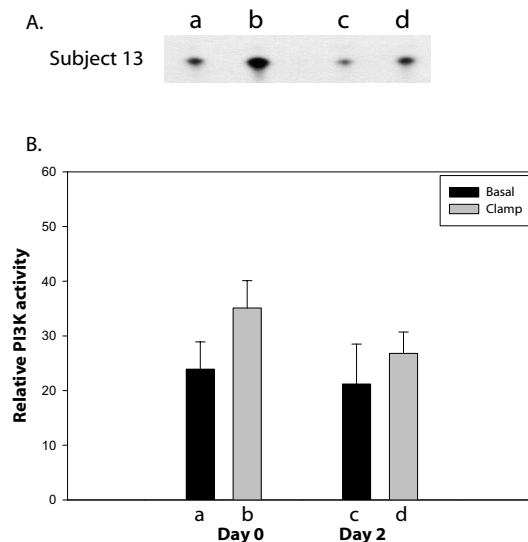 A.
a b c d
Subject 13
B.
60
50
40
30
20
10
0
Relative PI3K activity
Basal
Clamp
a b c d
Day 0 Day 2